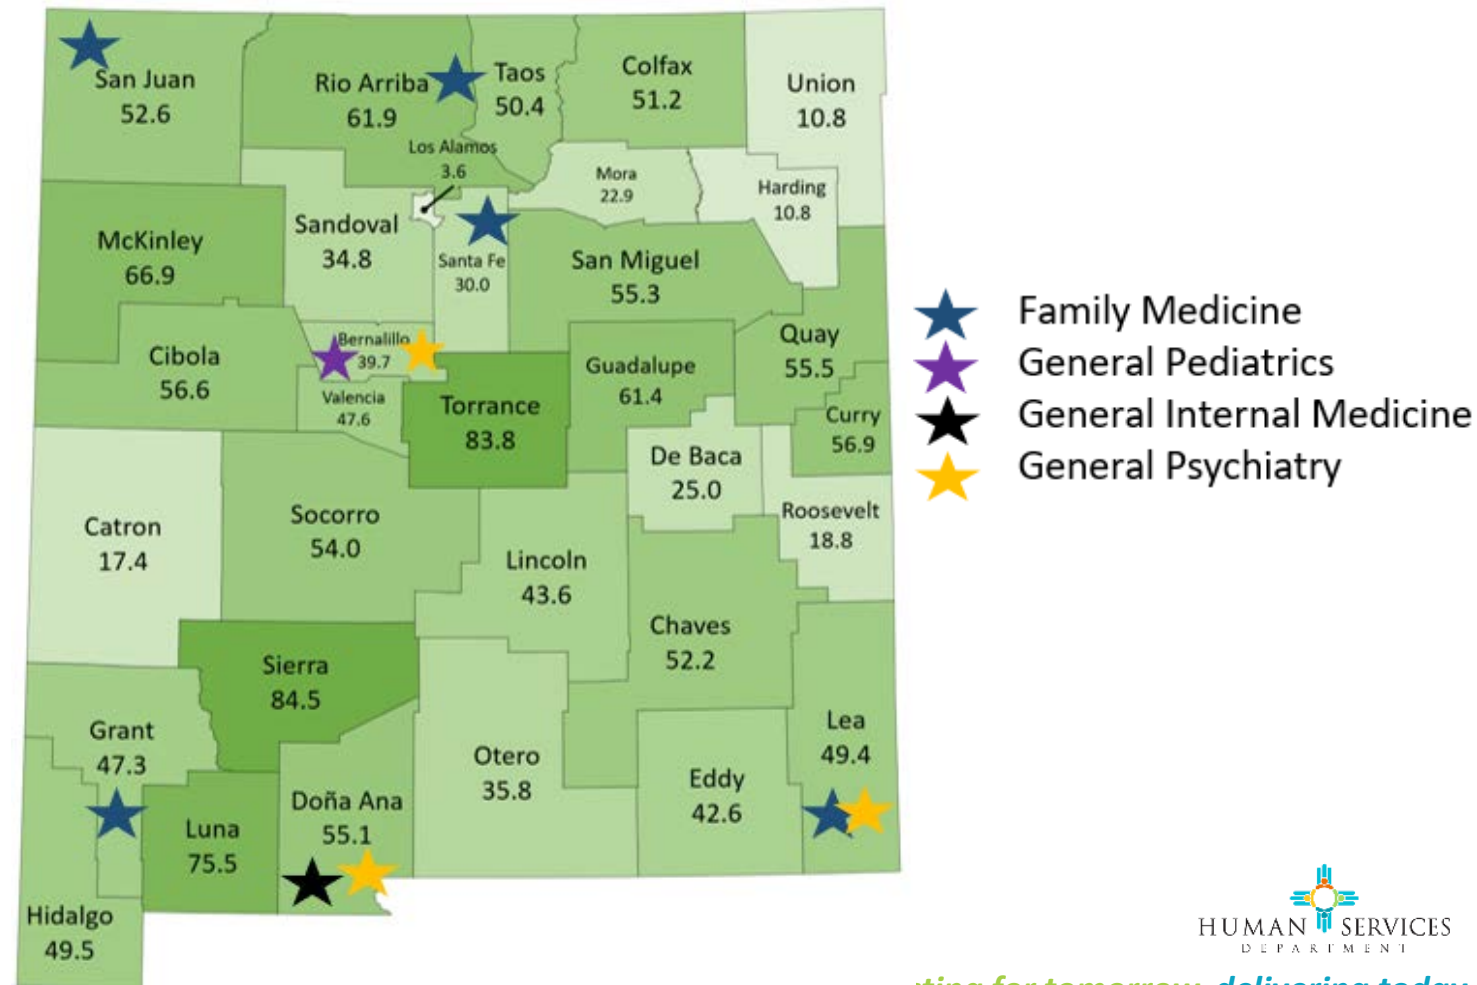 San Juan
52.6
Rio Arriba
61.9
Taos
50.4
Colfax
51.2
Union
10.8
Los Alamos
3.6
Mora
22.9
Harding
10.8
McKinley
66.9
Sandoval
34.8
Santa Fe
30.0
San Miguel
55.3
Cibola
56.6
Bernalillo
39.7
Valencia
47.6
Torrance
83.8
Guadalupe
61.4
Quay
55.5
Curry
56.9
De Baca
25.0
Roosevelt
18.8
Catron
17.4
Socorro
54.0
Lincoln
43.6
Chaves
52.2
Sierra
84.5
Grant
47.3
Luna
75.5
Doña Ana
55.1
Otero
35.8
Eddy
42.6
Lea
49.4
Hidalgo
49.5
Family Medicine
General Pediatrics
General Internal Medicine
General Psychiatry
HUMAN SERVICES
DEPARTMENT
for tomorrow, delivering today